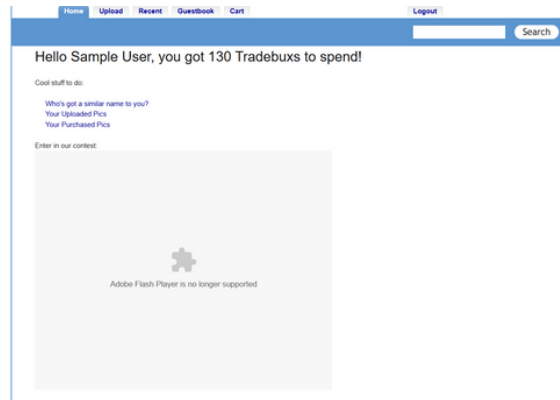 Home Upload Recent Guestbook Cart Logout
Search
Hello Sample User, you got 130 Tradebuxs to spend!
Cool stuff to do:
Who's got a similar name to you?
Your Uploaded Pics
Your Purchased Pics
Enter in our contest:
Adobe Flash Player is no longer supported